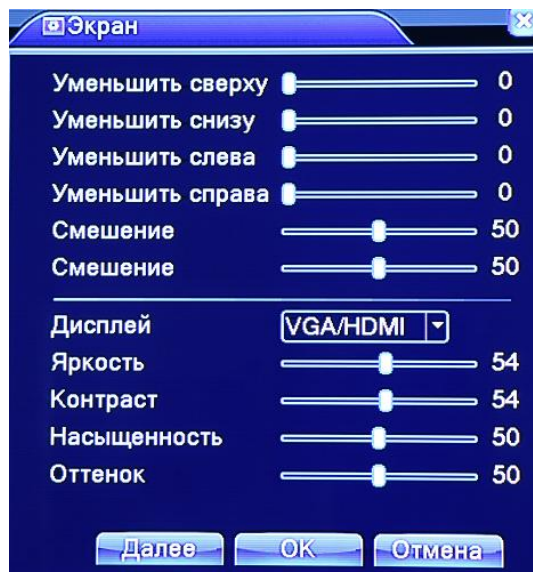 Экран
Уменьшить сверху 0
Уменьшить снизу 0
Уменьшить слева 0
Уменьшить справа 0
Смешение 50
Смешение 50
Дисплей VGA/HDMI
Яркость 54
Контраст 54
Насыщенность 50
Оттенок 50
Далее OK Отмена